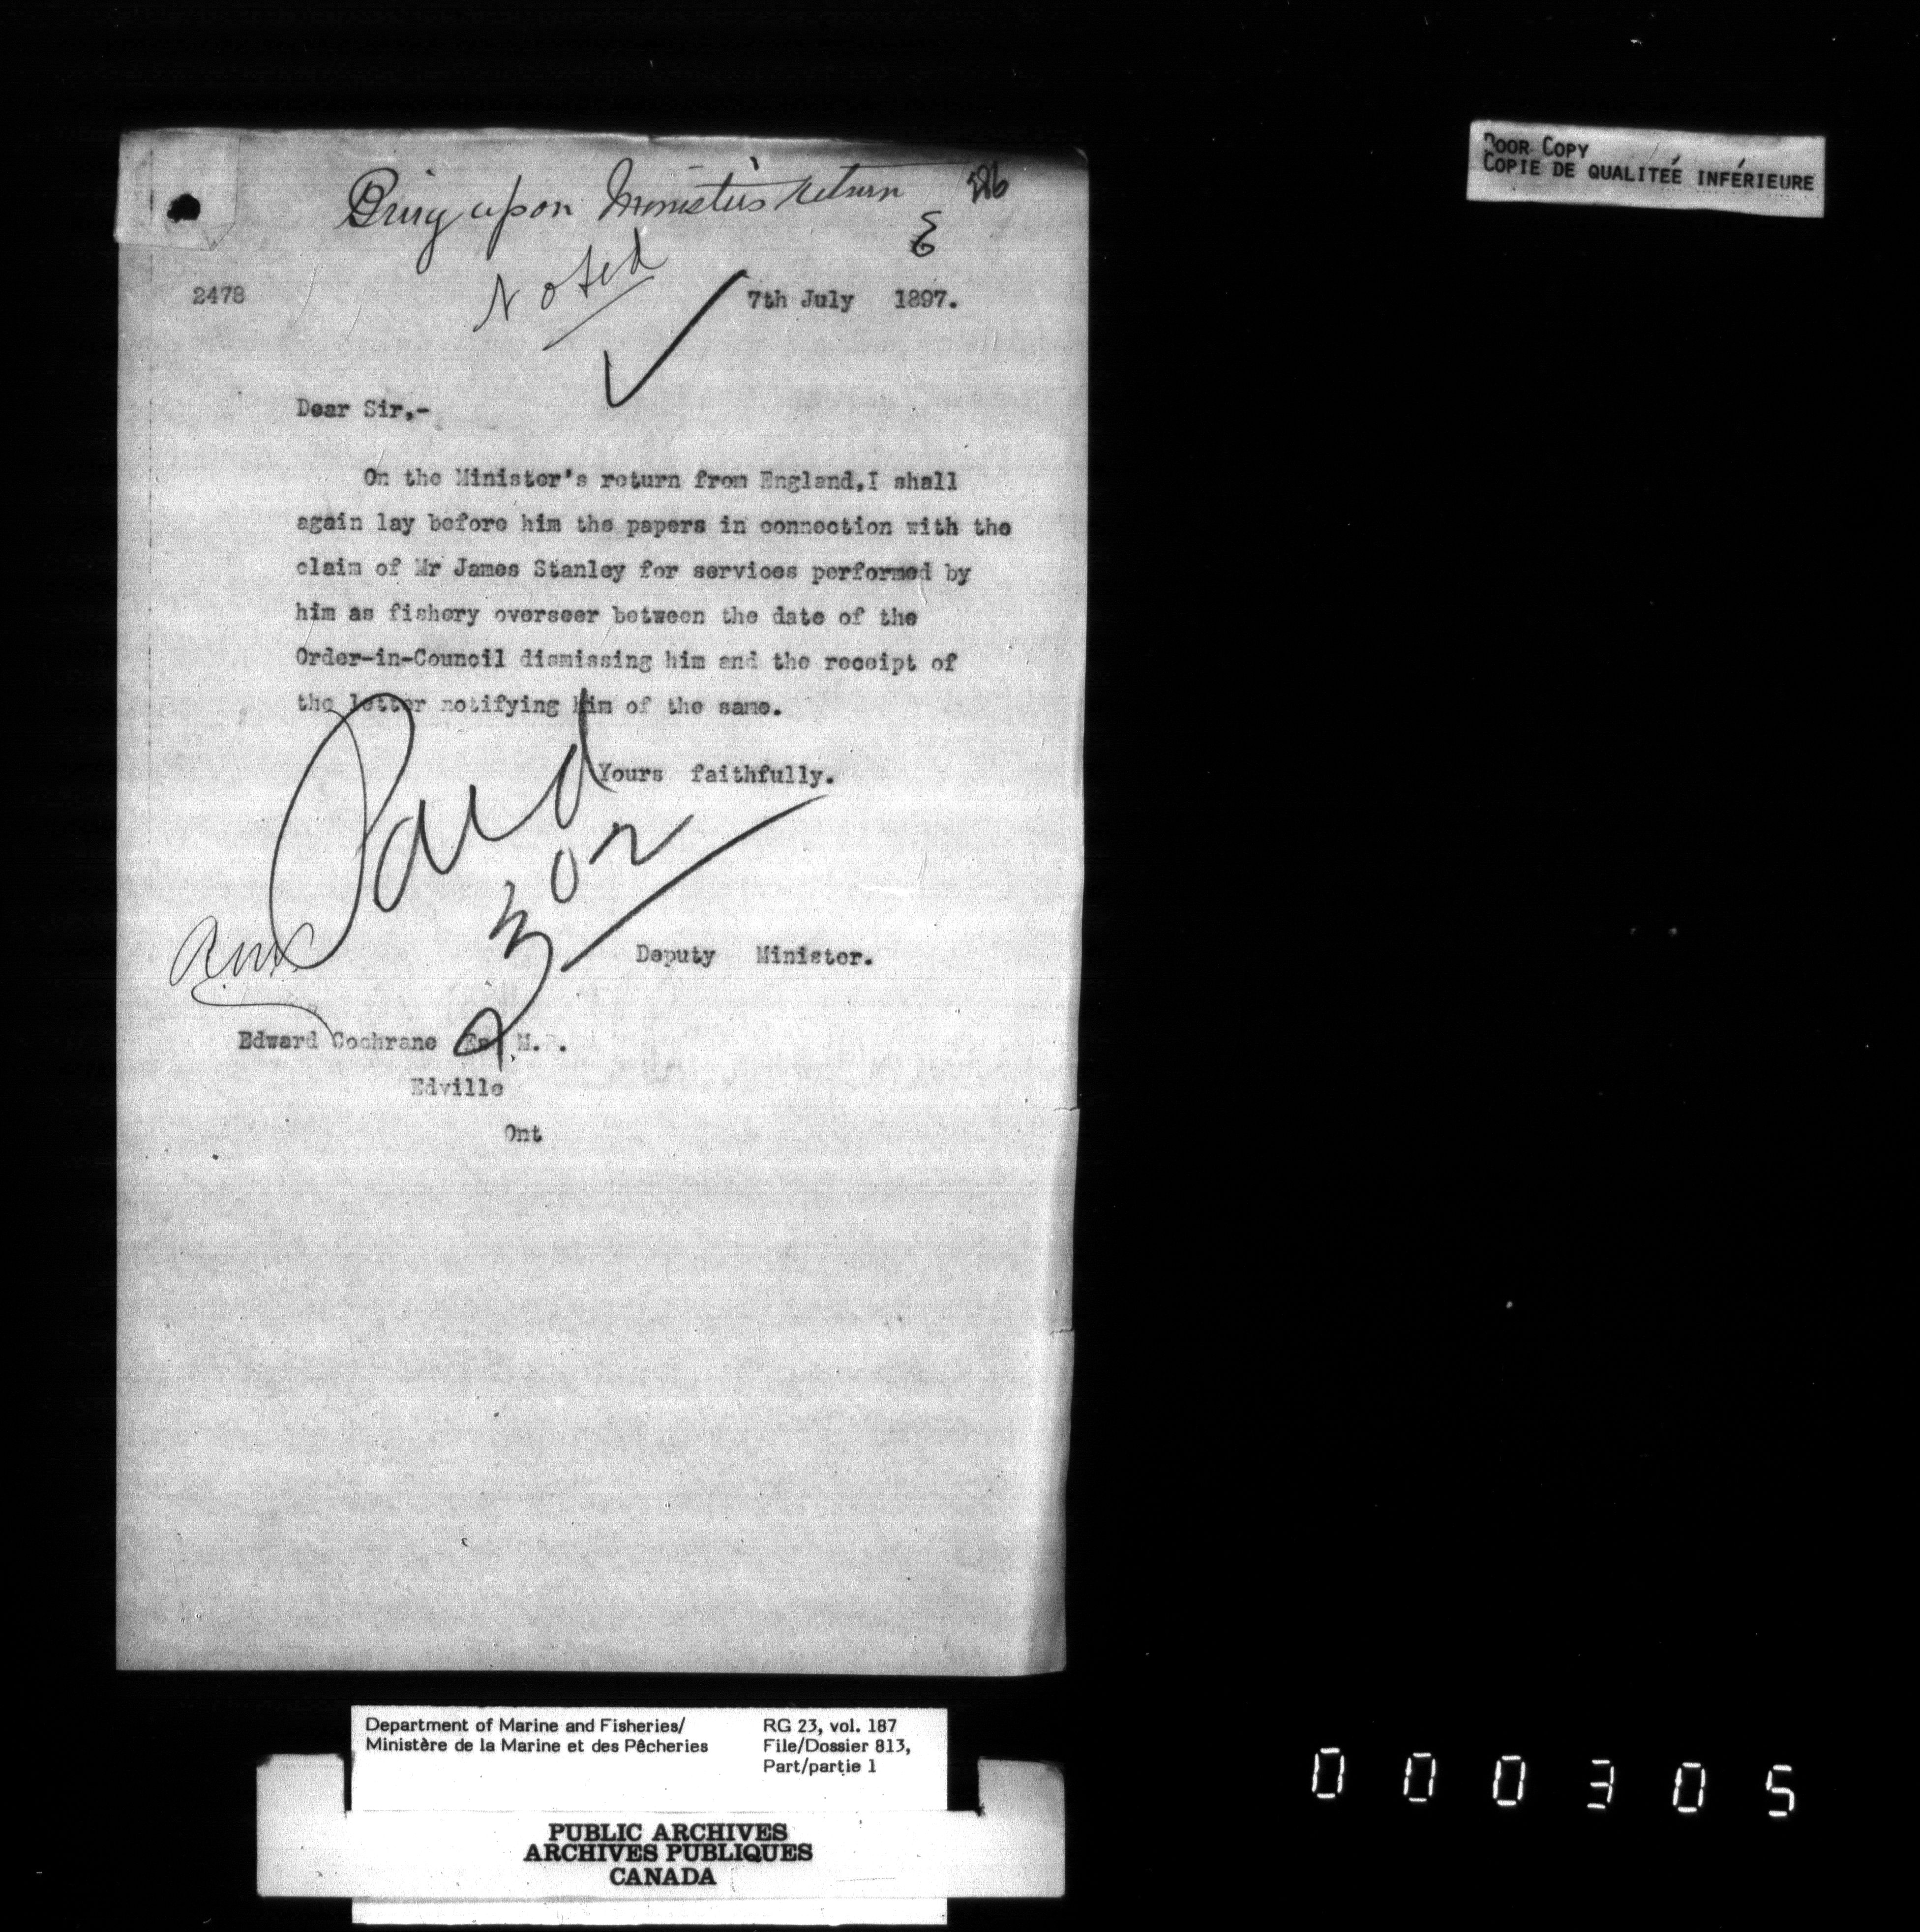 Poor Copy
Copie de qualiteé inférieure
Bring up on Minister's return
E
Noted
2478
7th July 1897.
Dear Sir,-
On the Minister's return from England, I shall
again lay before him the papers in connection with the
claim of Mr James Stanley for services performed by
him as fishery overseer between the date of the
Order-in-Council dismissing him and the receipt of
the letter notifying him of the same.
Yours faithfully.
Paid
Deputy Minister.
Edward Cochrane Esq M.P.
Edville
Ont
Department of Marine and Fisheries/
Ministère de la Marine et des Pêcheries
RG 23, vol. 187
File/Dossier 813,
Part/partie 1
PUBLIC ARCHIVES
ARCHIVES PUBLIQUES
CANADA
000305